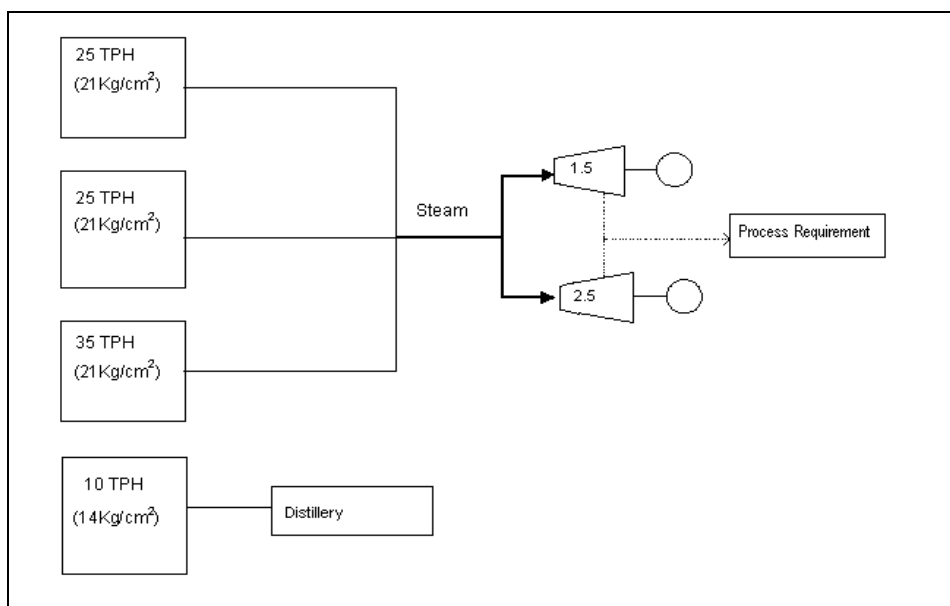 25 TPH
(21Kg/cm²)
25 TPH
(21Kg/cm²)
35 TPH
(21Kg/cm²)
10 TPH
(14Kg/cm²)
Steam
1.5
2.5
Process Requirement
Distillery